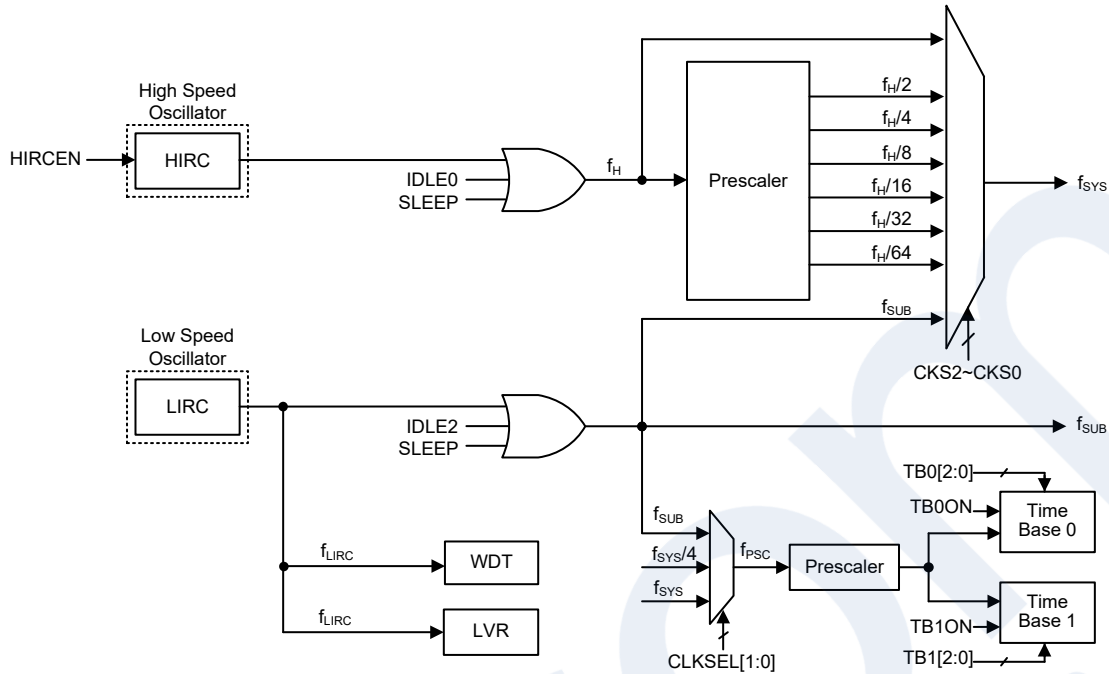 High Speed
Oscillator
HIRCEN
HIRC
IDLE0
SLEEP
fH
Prescaler
fH/2
fH/4
fH/8
fH/16
fH/32
fH/64
fSUB
CKS2~CKS0
fSYS
Low Speed
Oscillator
LIRC
IDLE2
SLEEP
fSUB
fLIRC
WDT
fLIRC
LVR
fSUB
fSYS/4
fSYS
CLKSEL[1:0]
fPSC
Prescaler
TB0[2:0]
TB0ON
Time
Base 0
Time
Base 1
TB1ON
TB1[2:0]